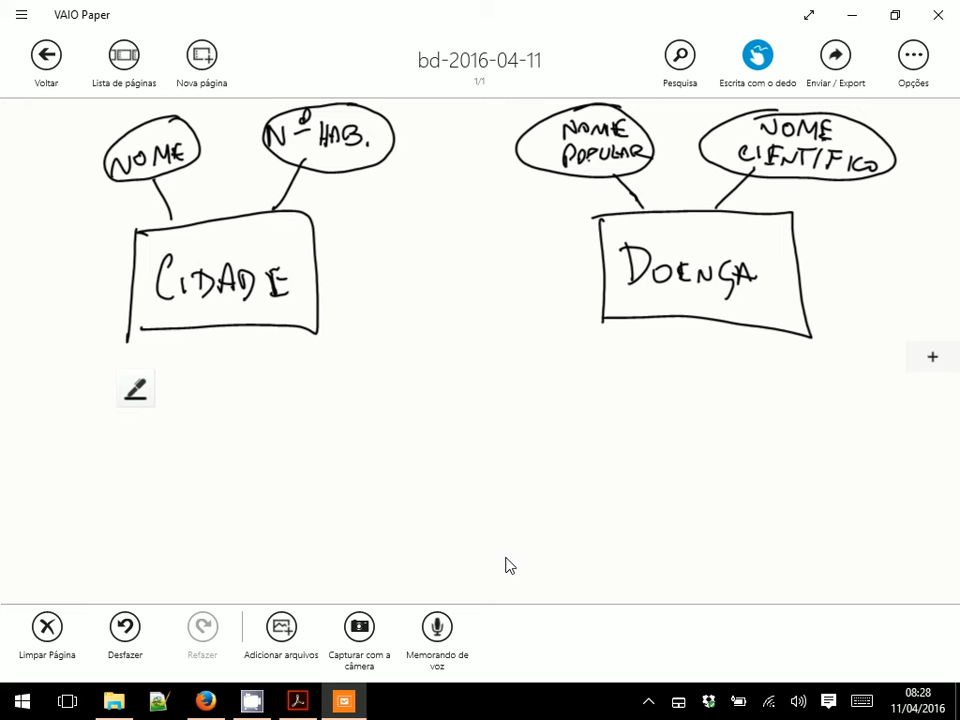 VAIO Paper
Voltar
Lista de páginas
Nova página
bd-2016-04-11
1/1
Pesquisa
Escrita com o dedo
Enviar / Export
Opções
NOME
Nº HAB.
NOME
POPULAR
NOME
CIENTÍFICO
CIDADE
DOENÇA
Limpar Página
Desfazer
Refazer
Adicionar arquivos
Capturar com a
câmera
Memorando de
voz
08:28
11/04/2016